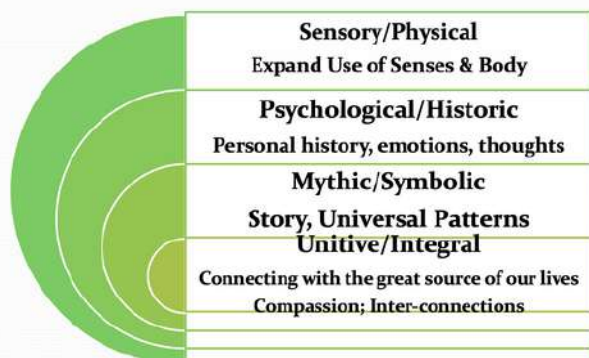 Sensory/Physical
Expand Use of Senses & Body
Psychological/Historic
Personal history, emotions, thoughts
Mythic/Symbolic
Story, Universal Patterns
Unitive/Integral
Connecting with the great source of our lives
Compassion; Inter-connections